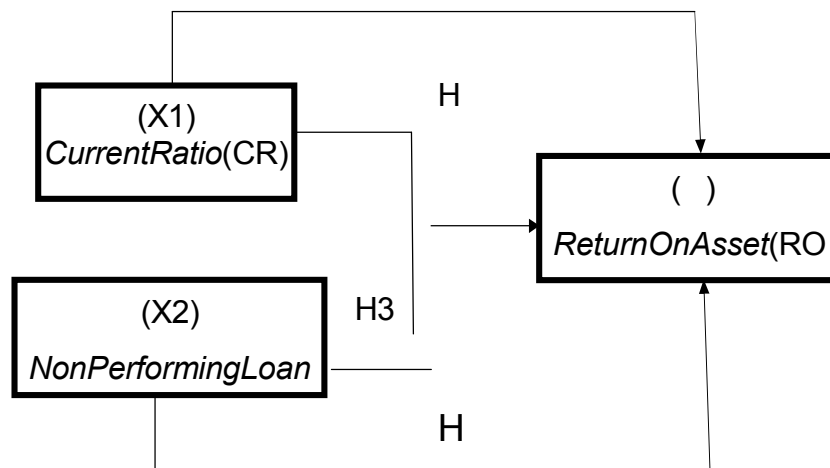 H
(X1)
CurrentRatio(CR)
( )
ReturnOnAsset(RO
(X2)
H3
NonPerformingLoan
H